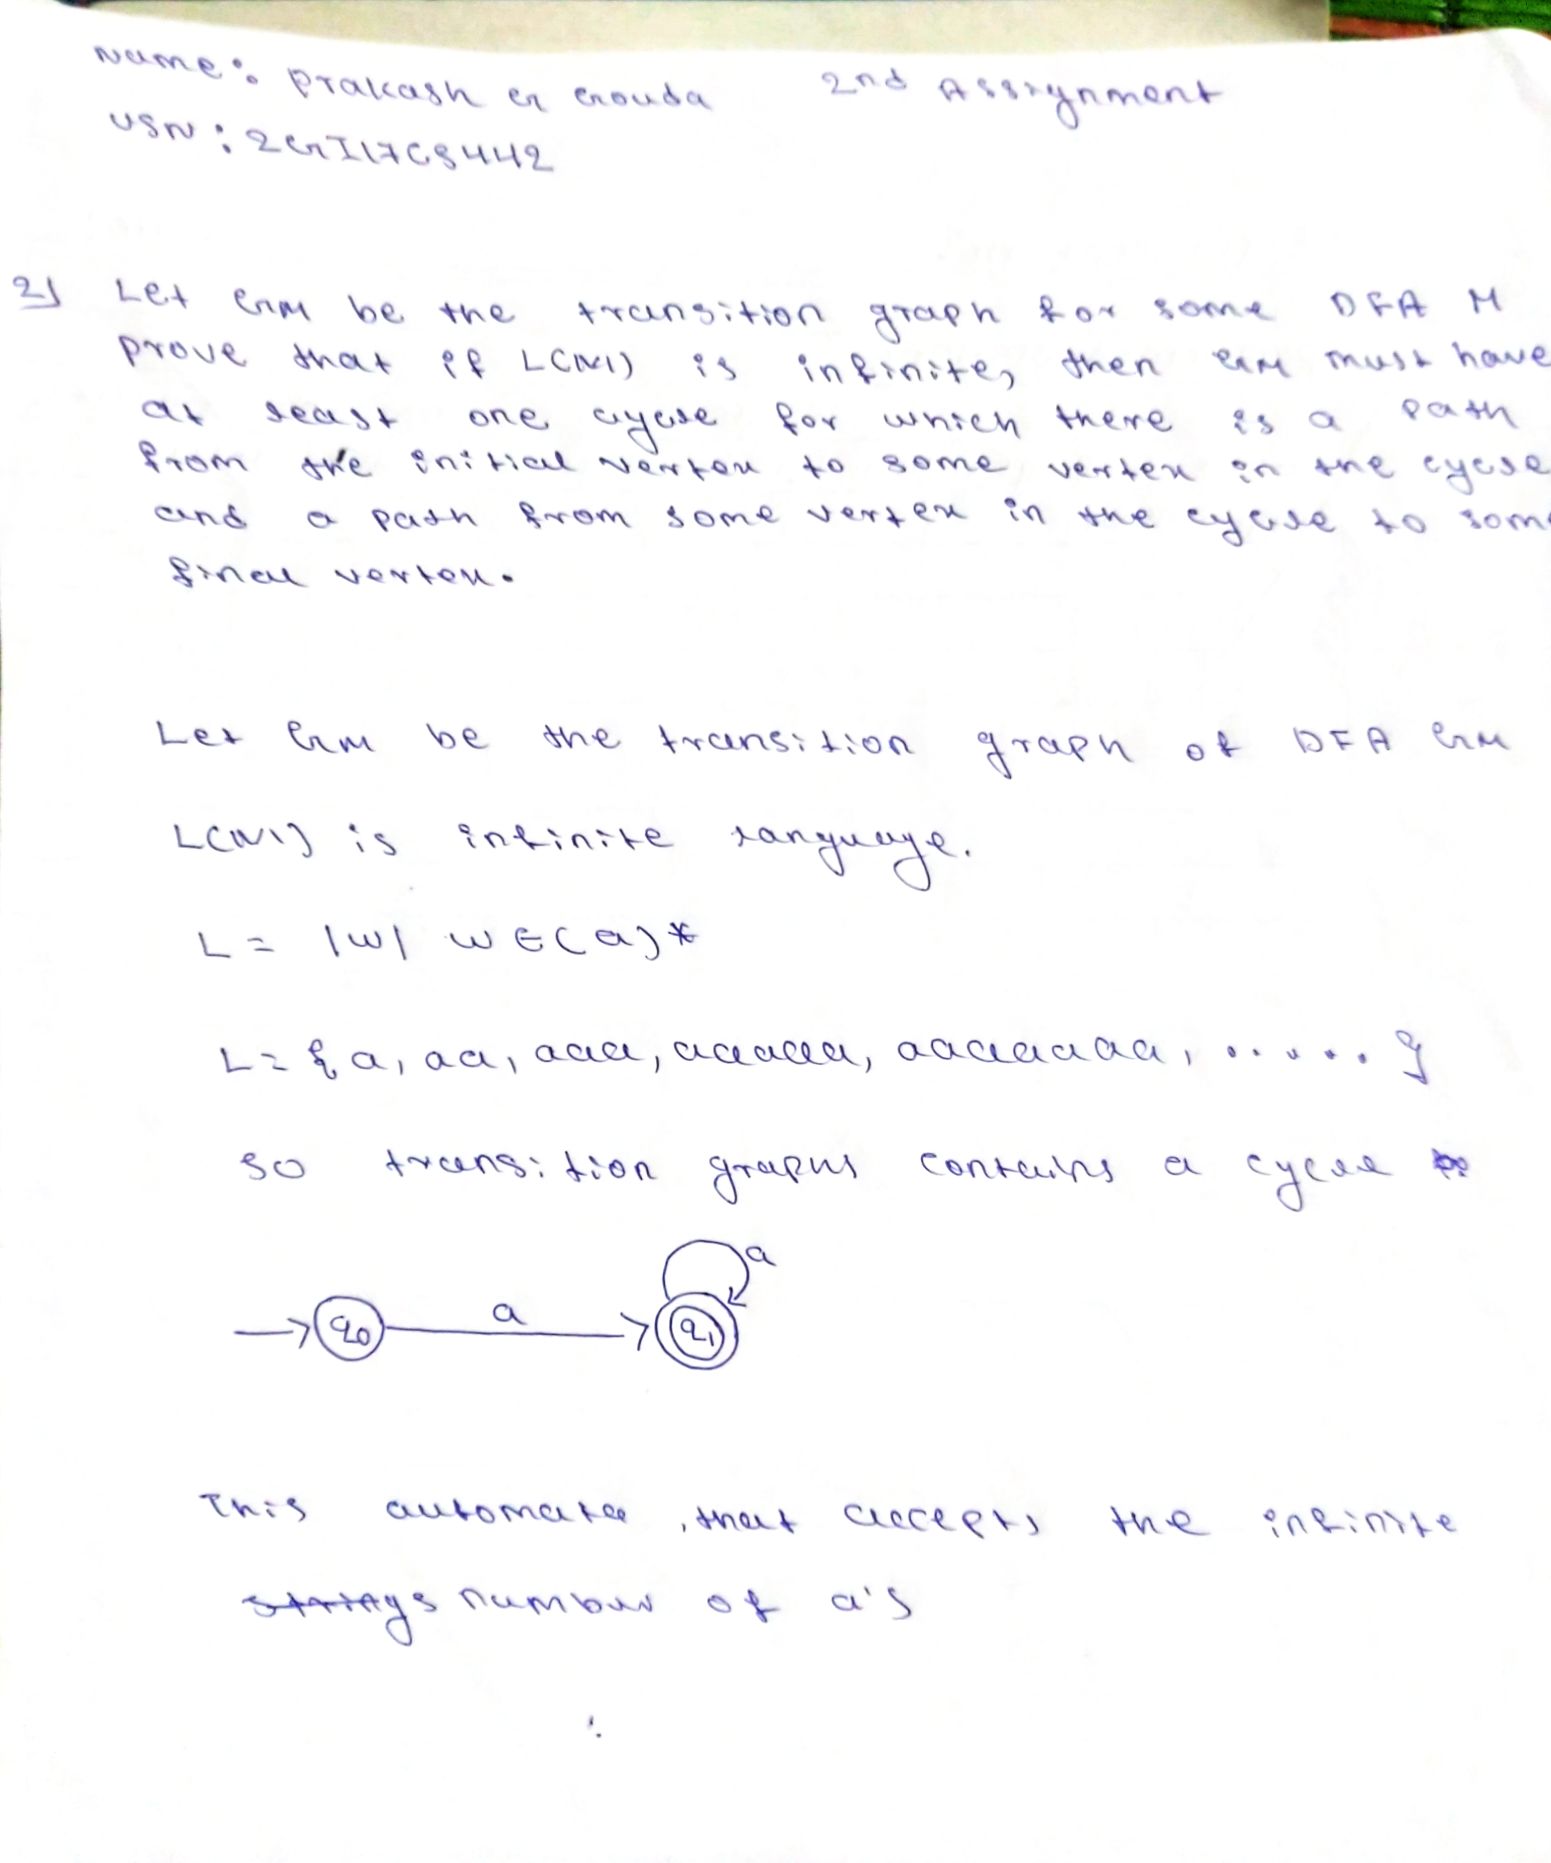 Name: Prakash G Gouda 2nd Assignment
USN: 2GI17CS442
2) Let GM be the transition graph for some DFA M
prove that if L(M) is infinite, then GM must have
at least one cycle for which there is a path
from the initial vertex to some vertex in the cycle
and a path from some vertex in the cycle to some
final vertex.
Let GM be the transition graph of DFA GM
L(M) is infinite language.
L = |w| w ∈ (a)*
L = {a, aa, aaa, aaaaa, aaaaaaa, ......}
so transition graphs contains a cycle
a
→ q0 a → q1
This automata, that accepts the infinite
strings number of a's